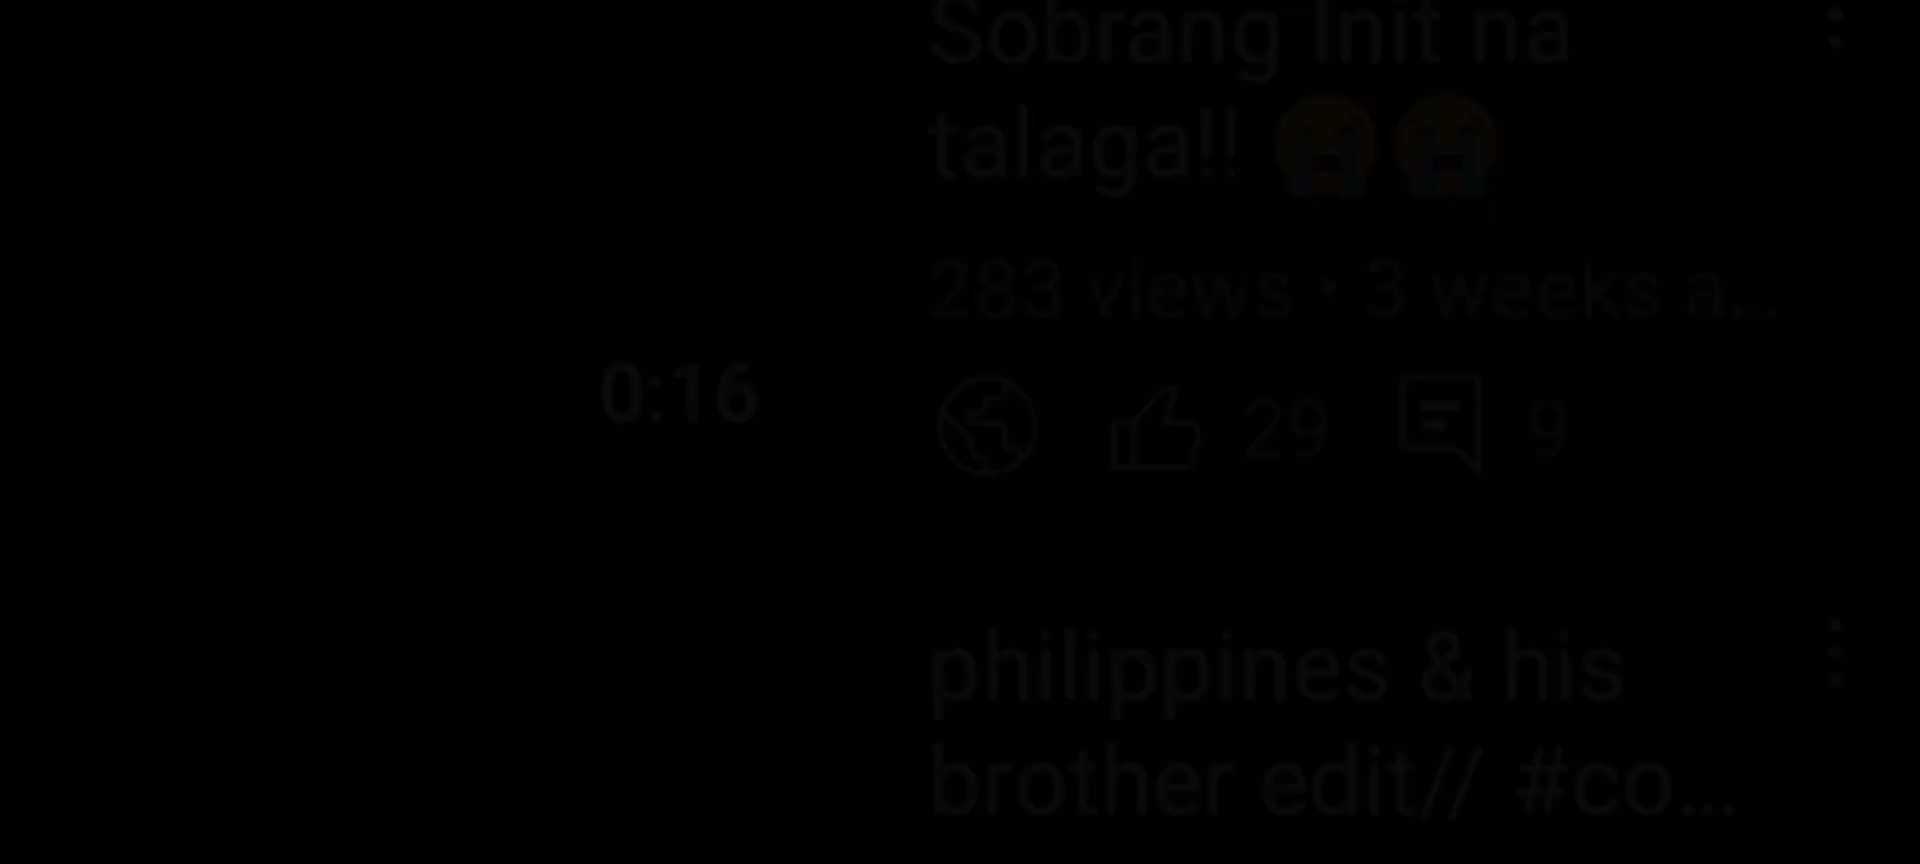 Sobrang Init na
talaga!! 😭😭
283 views · 3 weeks a...
0:16
29 9
philippines & his
brother edit// #co...